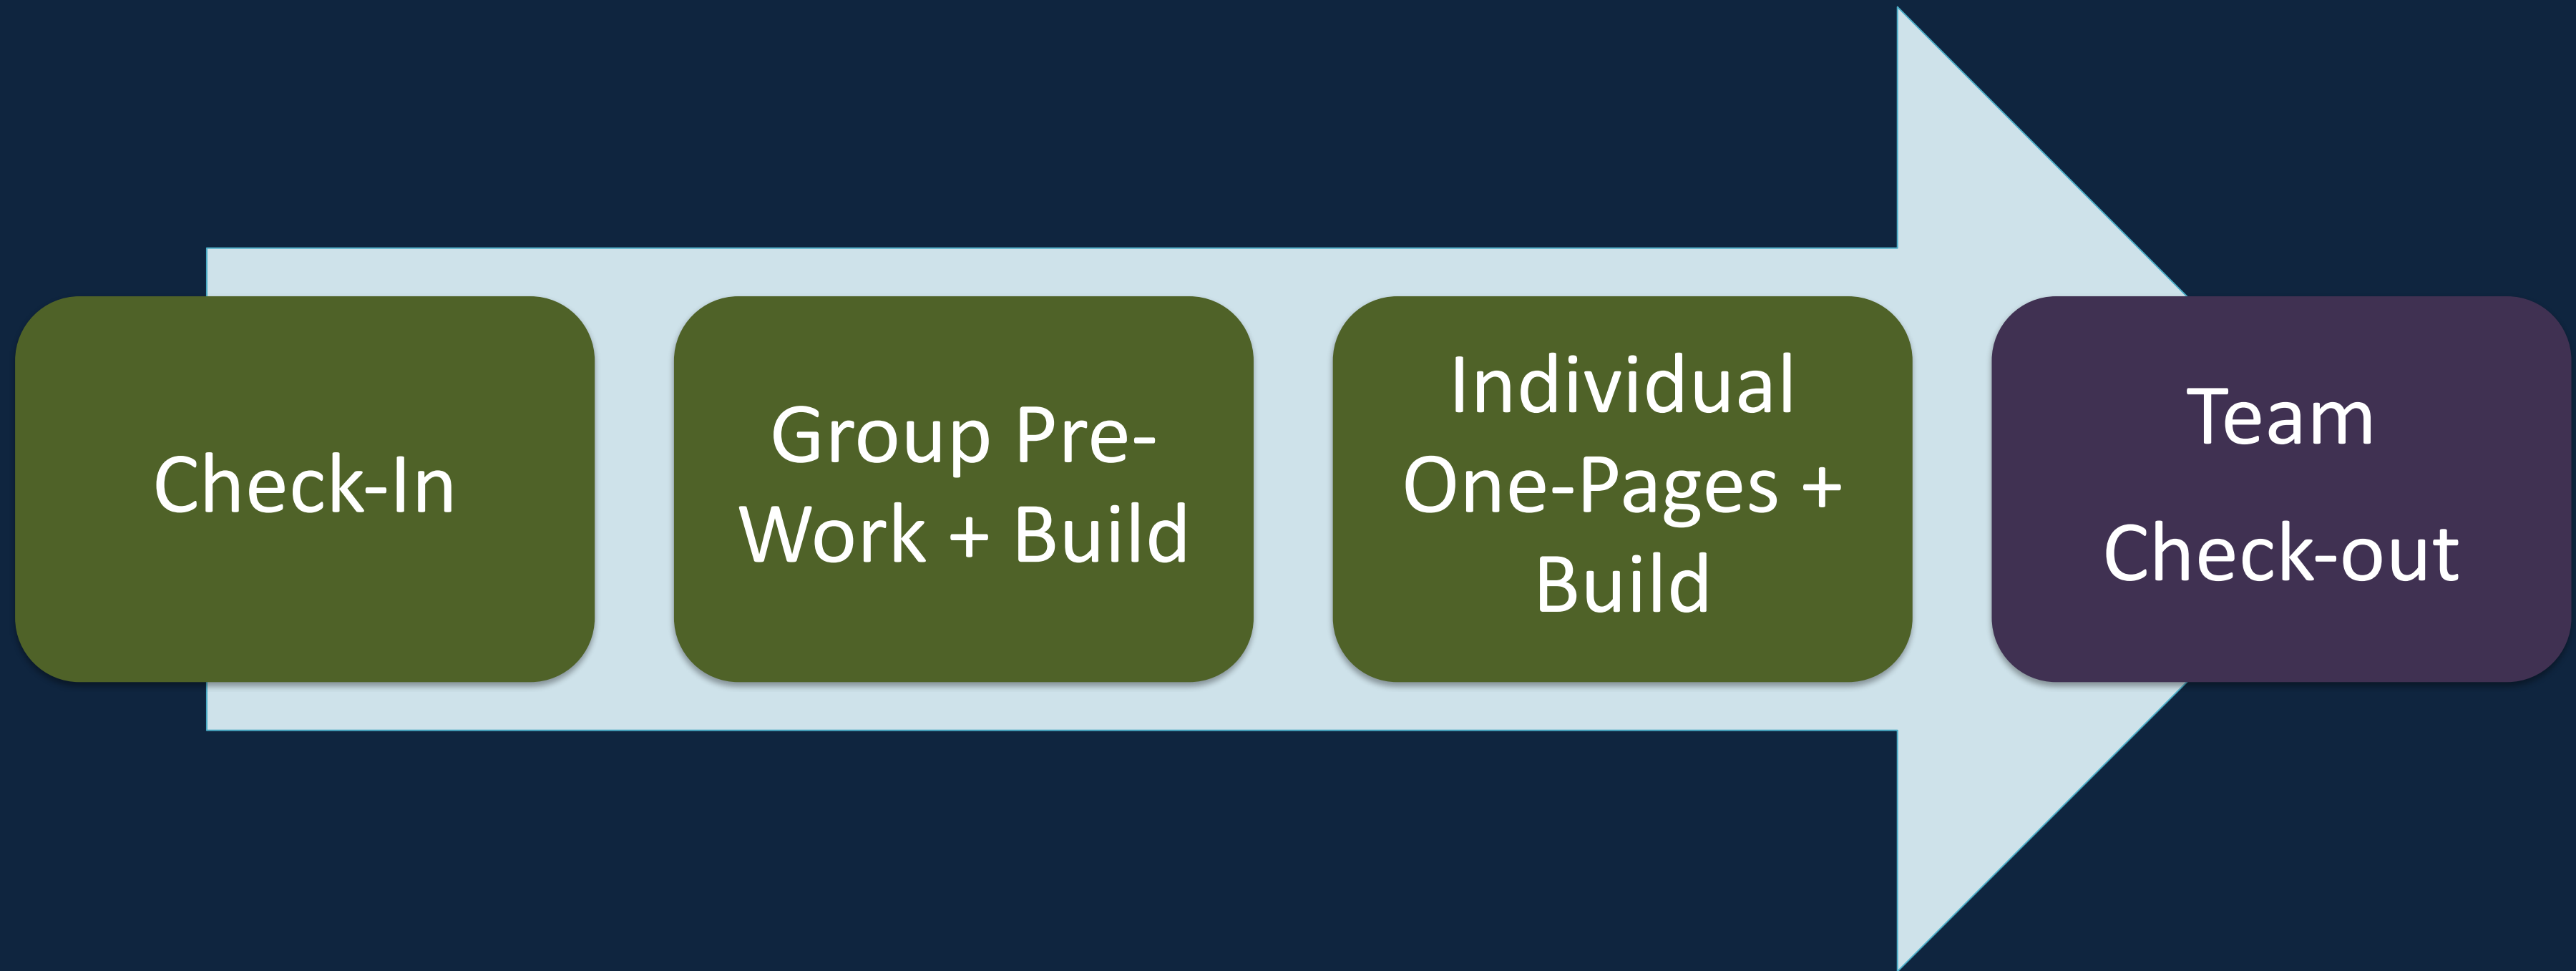 Check-In
Group Pre-
Work + Build
Individual
One-Pages +
Build
Team
Check-out